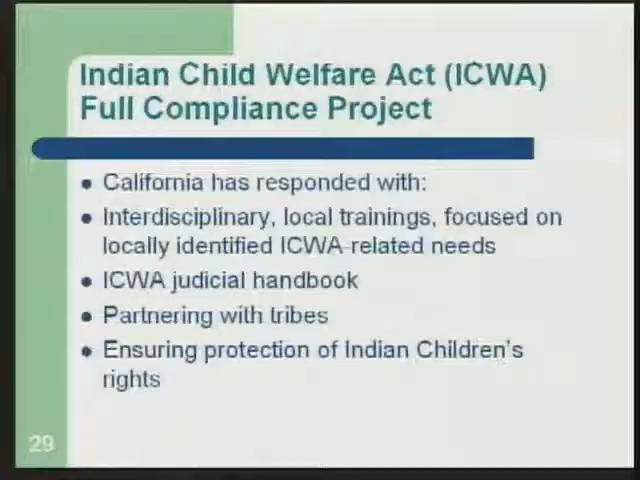 Indian Child Welfare Act (ICWA)
Full Compliance Project
• California has responded with:
• Interdisciplinary, local trainings, focused on
locally identified ICWA-related needs
• ICWA judicial handbook
• Partnering with tribes
• Ensuring protection of Indian Children's
rights
29